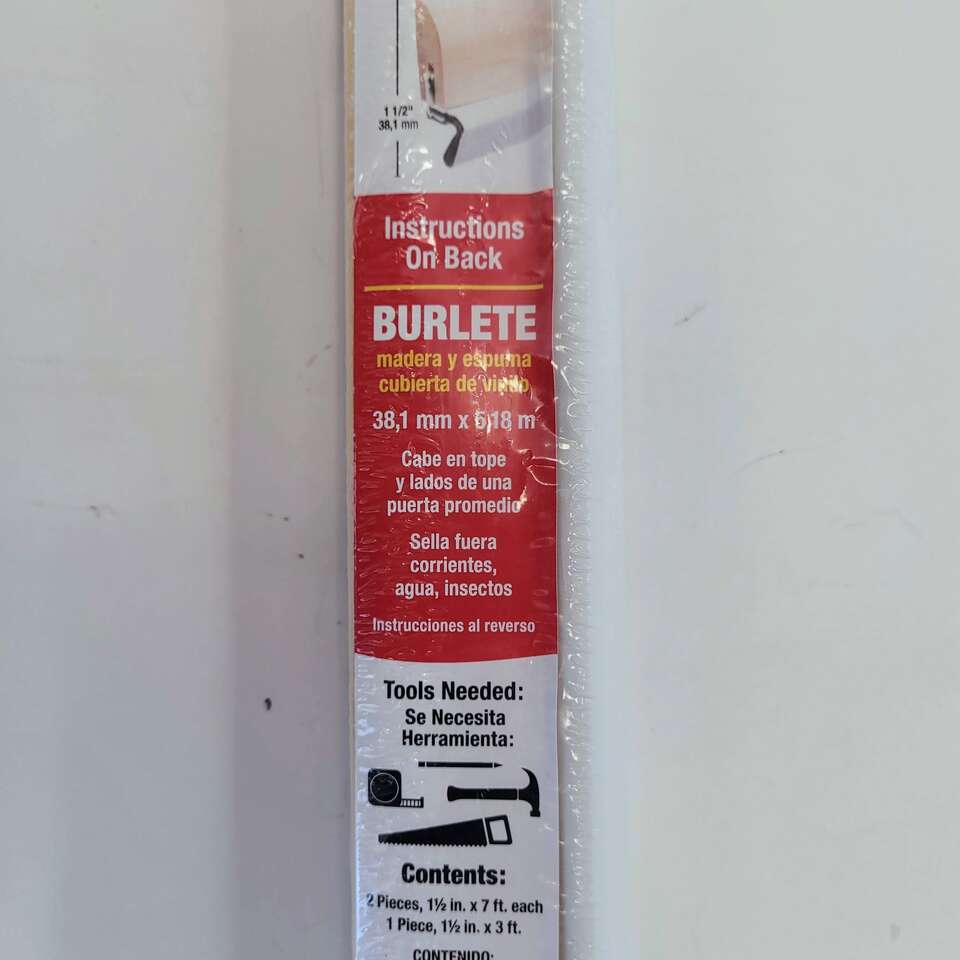 1 1/2"
38,1 mm
Instructions
On Back
BURLETE
madera y espuma
cubierta de vinilo
38,1 mm x 5,18 m
Cabe en tope
y lados de una
puerta promedio
Sella fuera
corrientes,
agua, insectos
Instrucciones al reverso
Tools Needed:
Se Necesita
Herramienta:
Contents:
2 Pieces, 1½ in. x 7 ft. each
1 Piece, 1½ in. x 3 ft.
CONTENIDO: